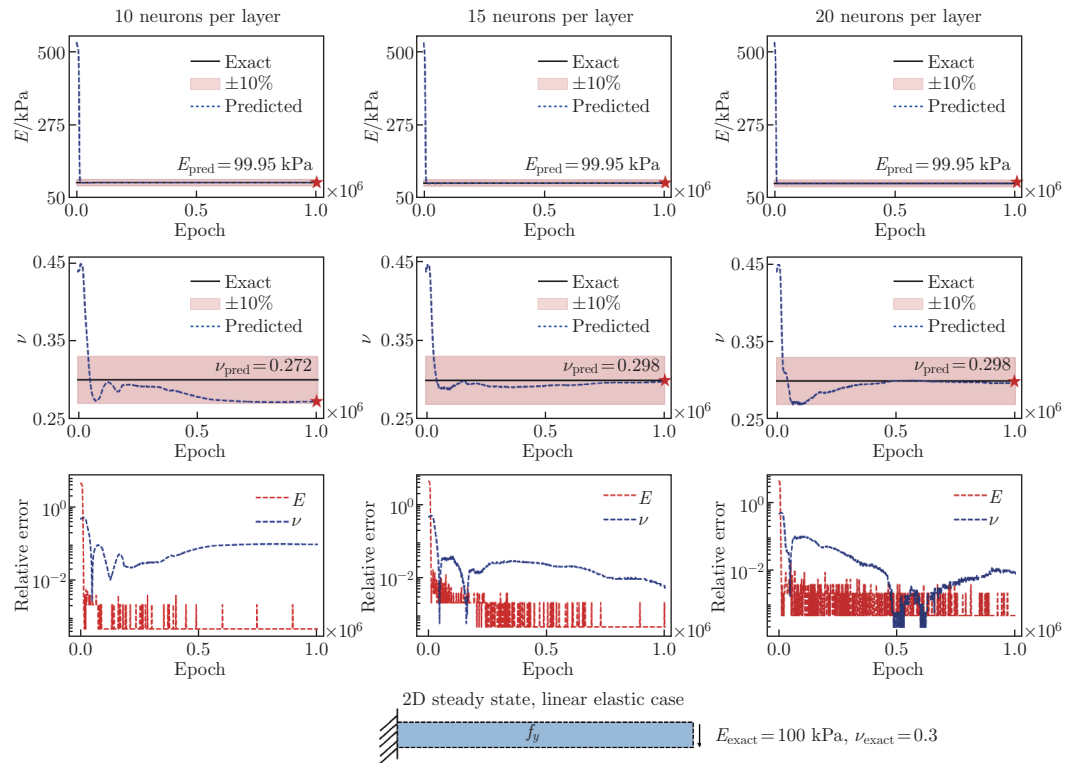 10 neurons per layer
15 neurons per layer
20 neurons per layer
E/kPa
500
275
50
Exact
±10%
Predicted
E_pred = 99.95 kPa
0.0
0.5
1.0
×10^6
Epoch
E/kPa
500
275
50
Exact
±10%
Predicted
E_pred = 99.95 kPa
0.0
0.5
1.0
×10^6
Epoch
E/kPa
500
275
50
Exact
±10%
Predicted
E_pred = 99.95 kPa
0.0
0.5
1.0
×10^6
Epoch
ν
0.45
0.35
0.25
Exact
±10%
Predicted
ν_pred = 0.272
0.0
0.5
1.0
×10^6
Epoch
ν
0.45
0.35
0.25
Exact
±10%
Predicted
ν_pred = 0.298
0.0
0.5
1.0
×10^6
Epoch
ν
0.45
0.35
0.25
Exact
±10%
Predicted
ν_pred = 0.298
0.0
0.5
1.0
×10^6
Epoch
Relative error
10^0
10^−2
E
ν
0.0
0.5
1.0
×10^6
Epoch
Relative error
10^0
10^−2
E
ν
0.0
0.5
1.0
×10^6
Epoch
Relative error
10^0
10^−2
E
ν
0.0
0.5
1.0
×10^6
Epoch
2D steady state, linear elastic case
f_y
E_exact = 100 kPa, ν_exact = 0.3